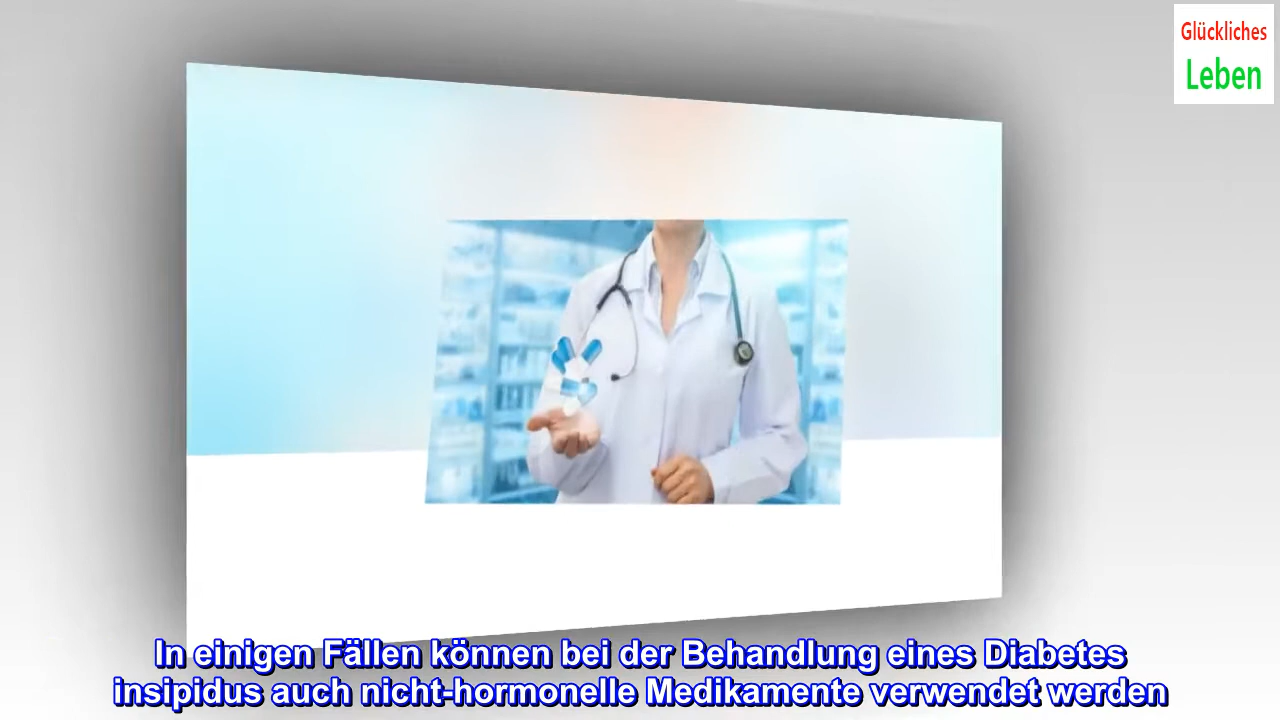 Glückliches
Leben
In einigen Fällen können bei der Behandlung eines Diabetes
insipidus auch nicht-hormonelle Medikamente verwendet werden